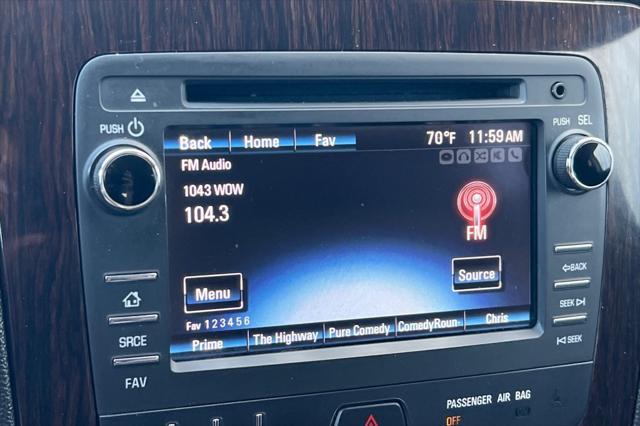 PUSH
PUSH SEL
Back Home Fav 70°F 11:59 AM
FM Audio
1043 WOW
104.3
FM
Menu
Source
Fav 1 2 3 4 5 6
Prime The Highway Pure Comedy ComedyRoun- Chris
SRCE
FAV
BACK
SEEK
SEEK
PASSENGER AIR BAG
OFF ON